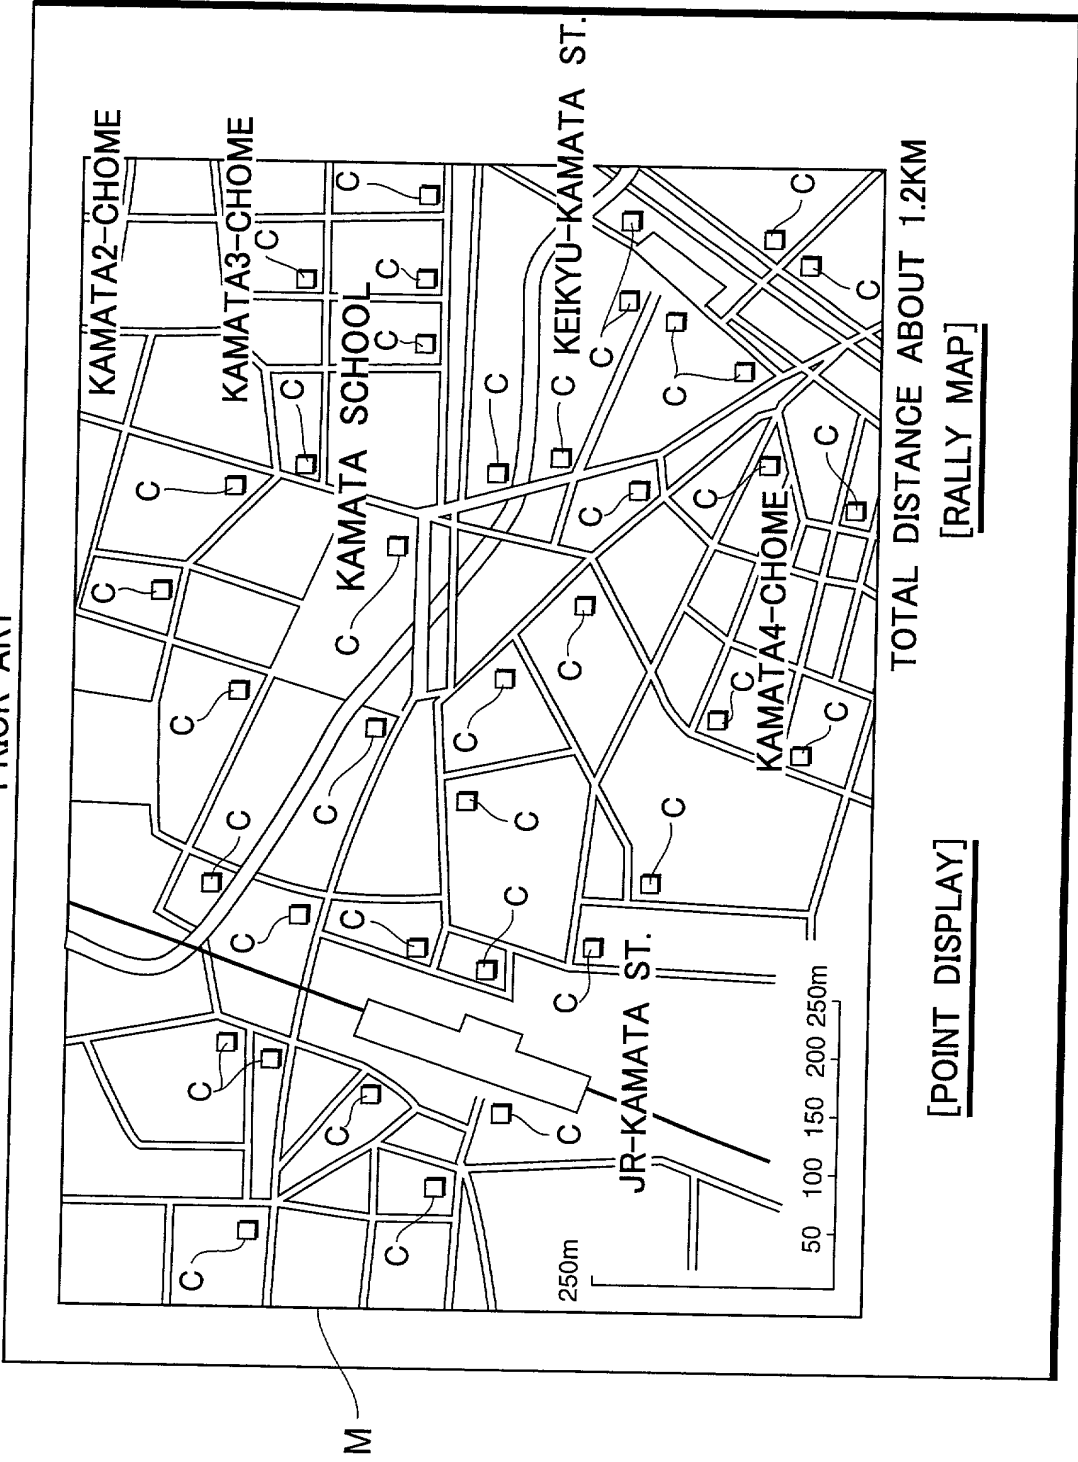 PRIOR ART
C
KAMATA2-CHOME
C
C
C
C
KAMATA3-CHOME
C
C
C
C
C
C
C
C
C
KAMATA SCHOOL
M
C
C
C
C
C
C
C
C
C
C
C
250m
KEIKYU-KAMATA ST.
C
C
JR-KAMATA ST.
C
C
C
C
KAMATA4-CHOME
C
50 100 150 200 250m
C
C
C
TOTAL DISTANCE ABOUT 1.2KM
[POINT DISPLAY] [RALLY MAP]